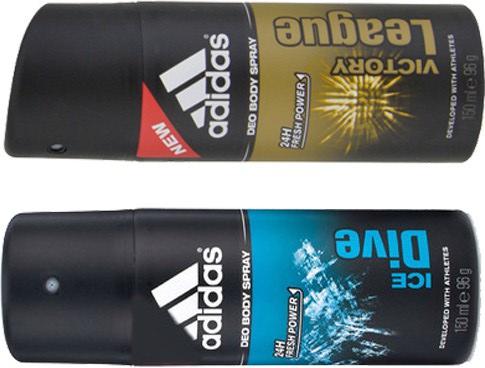 NEW
adidas
DEO BODY SPRAY
24H
FRESH POWER
VICTORY
League
DEVELOPED WITH ATHLETES
150 ml e 96 g
adidas
DEO BODY SPRAY
24H
FRESH POWER
ICE
Dive
DEVELOPED WITH ATHLETES
150 ml e 96 g